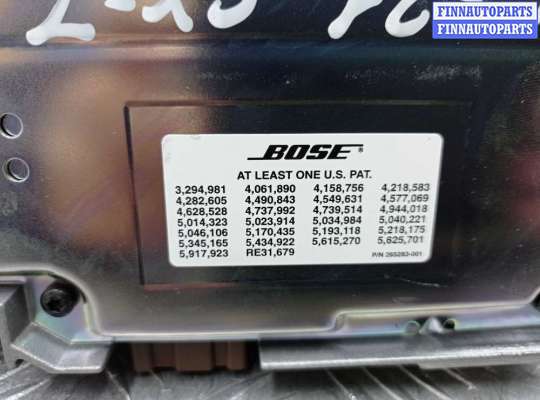 FINNAUTOPARTS.RU
FINNAUTOPARTS.BY
FINNAUTOPARTS.KZ
BOSE®
AT LEAST ONE U.S. PAT.
3,294,981 4,061,890 4,158,756 4,218,583
4,282,605 4,490,843 4,549,631 4,577,069
4,628,528 4,737,992 4,739,514 4,944,018
5,014,323 5,023,914 5,034,984 5,040,221
5,046,106 5,170,435 5,193,118 5,218,175
5,345,165 5,434,922 5,615,270 5,625,701
5,917,923 RE31,679 P/N 265283-001